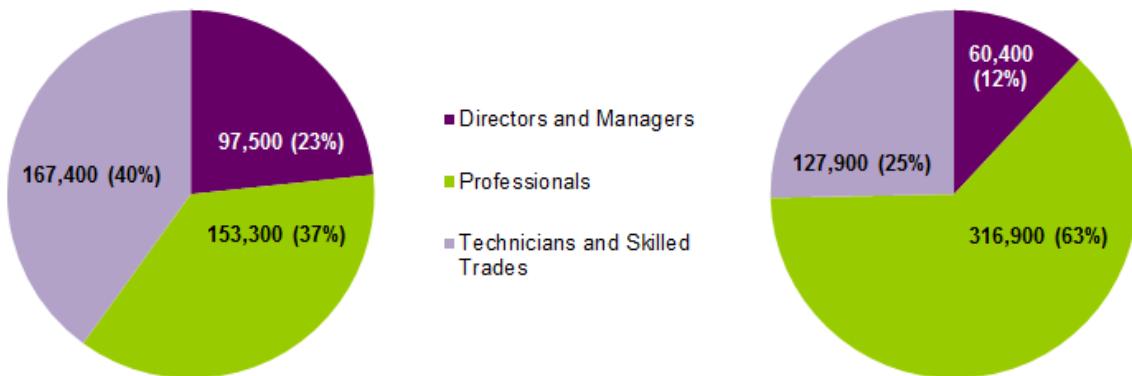 97,500 (23%)
167,400 (40%)
153,300 (37%)
Directors and Managers
Professionals
Technicians and Skilled
Trades
60,400
(12%)
127,900 (25%)
316,900 (63%)